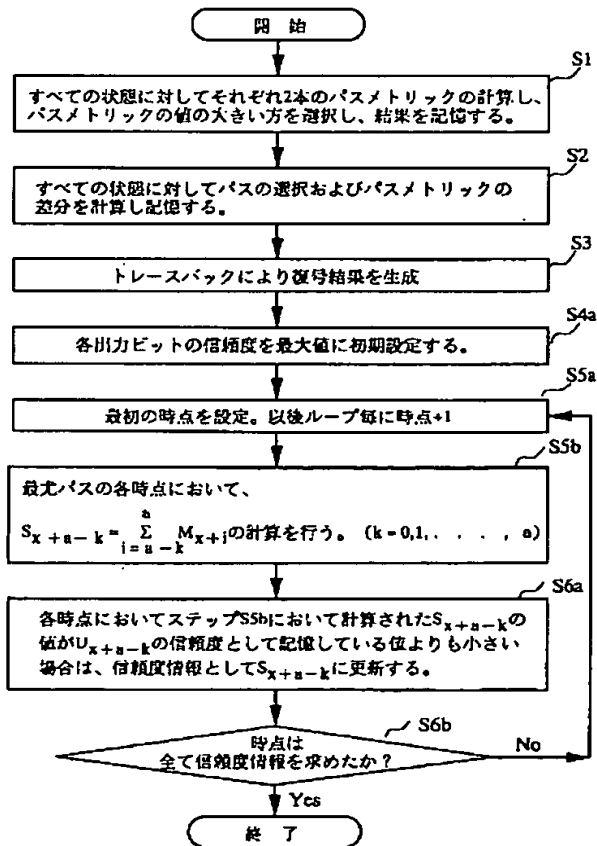 開 始
S1
すべての状態に対してそれぞれ2本のパスメトリックの計算し、
パスメトリックの値の大きい方を選択し、結果を記憶する。
S2
すべての状態に対してパスの選択およびパスメトリックの
差分を計算し記憶する。
S3
トレースバックにより復号結果を生成
S4a
各出力ビットの信頼度を最大値に初期設定する。
S5a
最初の時点を設定。以後ループ毎に時点+1
S5b
最尤パスの各時点において、
S_{x+a-k} = \sum_{i=a-k}^{a} M_{x+i}の計算を行う。 (k=0,1,. . . . , a)
S6a
各時点においてステップS5bにおいて計算されたS_{x+a-k}の
値がU_{x+a-k}の信頼度として記憶している値よりも小さい
場合は、信頼度情報としてS_{x+a-k}に更新する。
S6b
時点は
全て信頼度情報を求めたか？
No
Yes
終 了